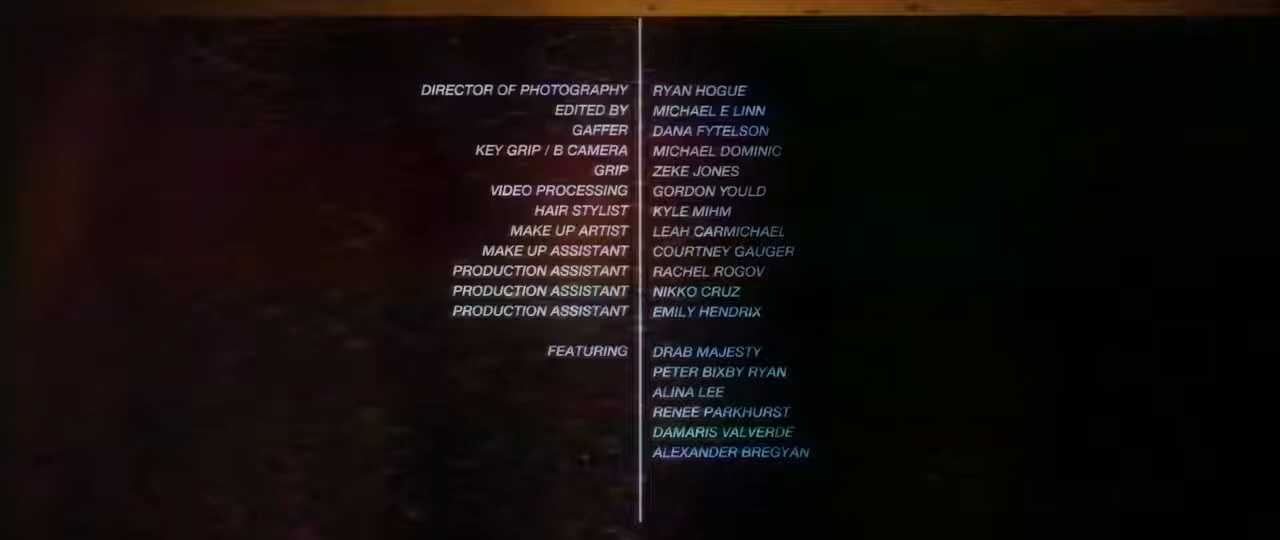 DIRECTOR OF PHOTOGRAPHY RYAN HOGUE
EDITED BY MICHAEL E LINN
GAFFER DANA FYTELSON
KEY GRIP / B CAMERA MICHAEL DOMINIC
GRIP ZEKE JONES
VIDEO PROCESSING GORDON YOULD
HAIR STYLIST KYLE MIHM
MAKE UP ARTIST LEAH CARMICHAEL
MAKE UP ASSISTANT COURTNEY GAUGER
PRODUCTION ASSISTANT RACHEL ROGOV
PRODUCTION ASSISTANT NIKKO CRUZ
PRODUCTION ASSISTANT EMILY HENDRIX
FEATURING DRAB MAJESTY
PETER BIXBY RYAN
ALINA LEE
RENEE PARKHURST
DAMARIS VALVERDE
ALEXANDER BREGYAN